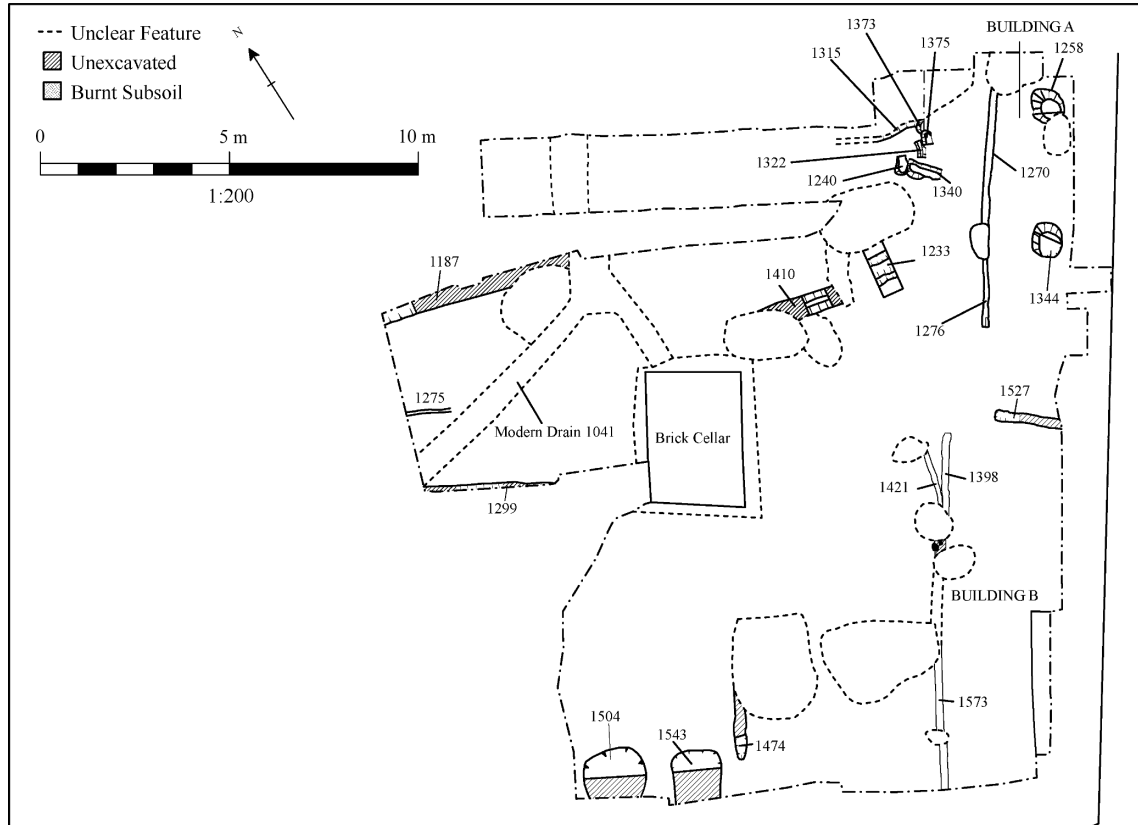 Unclear Feature
Unexcavated
Burnt Subsoil
N
0
5 m
10 m
1:200
1373
1375
1315
BUILDING A
1258
1322
1240
1340
1270
1187
1410
1233
1344
1276
1275
Modern Drain 1041
Brick Cellar
1527
1299
1421
1398
BUILDING B
1504
1543
1474
1573